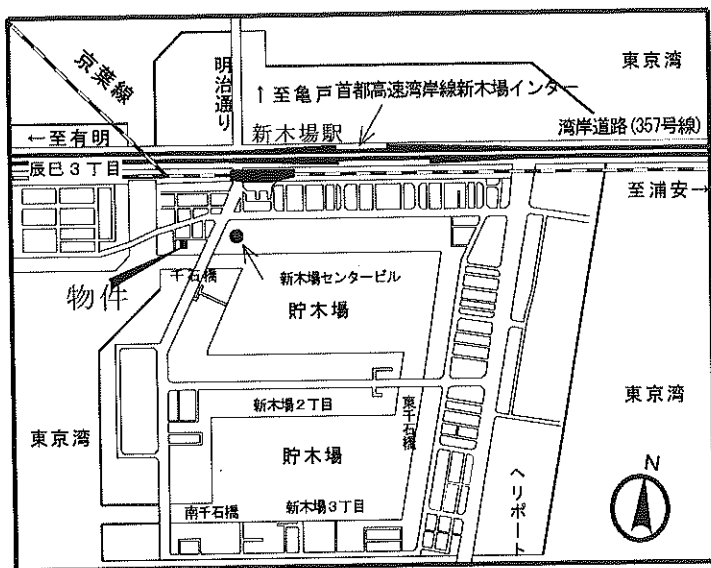 東京湾
京葉線
明治通り
↑至亀戸
首都高速湾岸線新木場インター
←至有明
新木場駅
湾岸道路(357号線)
辰巳3丁目
至浦安→
千石橋
新木場センタービル
物件
貯木場
新木場2丁目
東千石橋
東京湾
東京湾
貯木場
ヘリポート
N
南千石橋
新木場3丁目